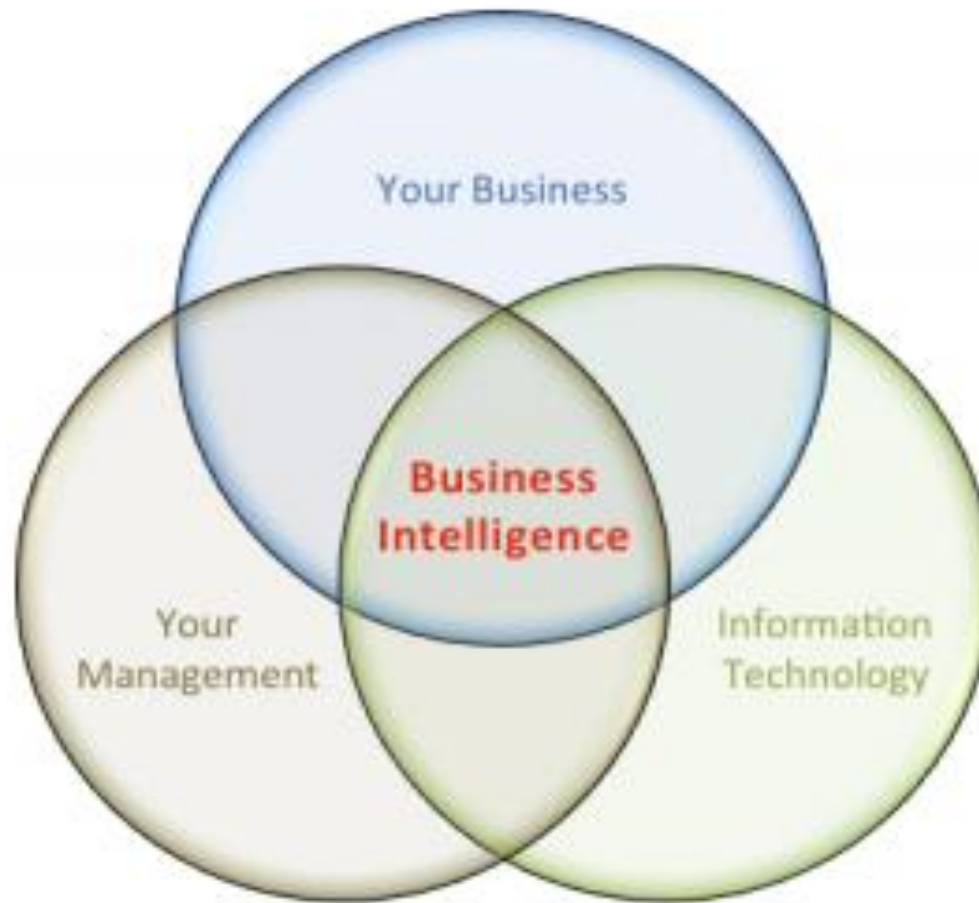 Your Business
Business
Intelligence
Your
Management
Information
Technology